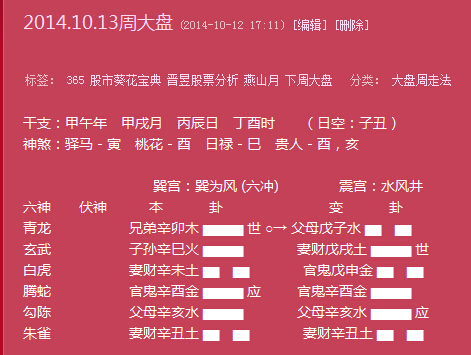 2014.10.13周大盘 (2014-10-12 17:11) [编辑] [删除]
标签： 365 股市葵花宝典 晋昱股票分析 燕山月 下周大盘 分类： 大盘周走法
干支：甲午年 甲戌月 丙辰日 丁酉时 （日空：子丑）
神煞：驿马－寅 桃花－酉 日禄－巳 贵人－酉，亥
巽宫：巽为风 (六冲) 震宫：水风井
六神 伏神 本 卦 变 卦
青龙 兄弟辛卯木 世 ○→ 父母戊子水
玄武 子孙辛巳火 妻财戊戌土 世
白虎 妻财辛未土 官鬼戊申金
腾蛇 官鬼辛酉金 应 官鬼辛酉金
勾陈 父母辛亥水 父母辛亥水 应
朱雀 妻财辛丑土 妻财辛丑土